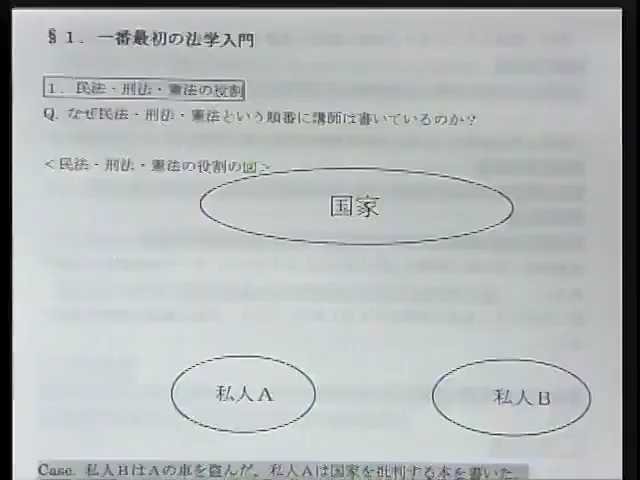 §1．一番最初の法学入門
1．民法・刑法・憲法の役割
Q. なぜ民法・刑法・憲法という順番に講師は書いているのか？
＜民法・刑法・憲法の役割の図＞
国家
私人A
私人B
Case. 私人BはAの車を盗んだ。私人Aは国家を批判する本を書いた。